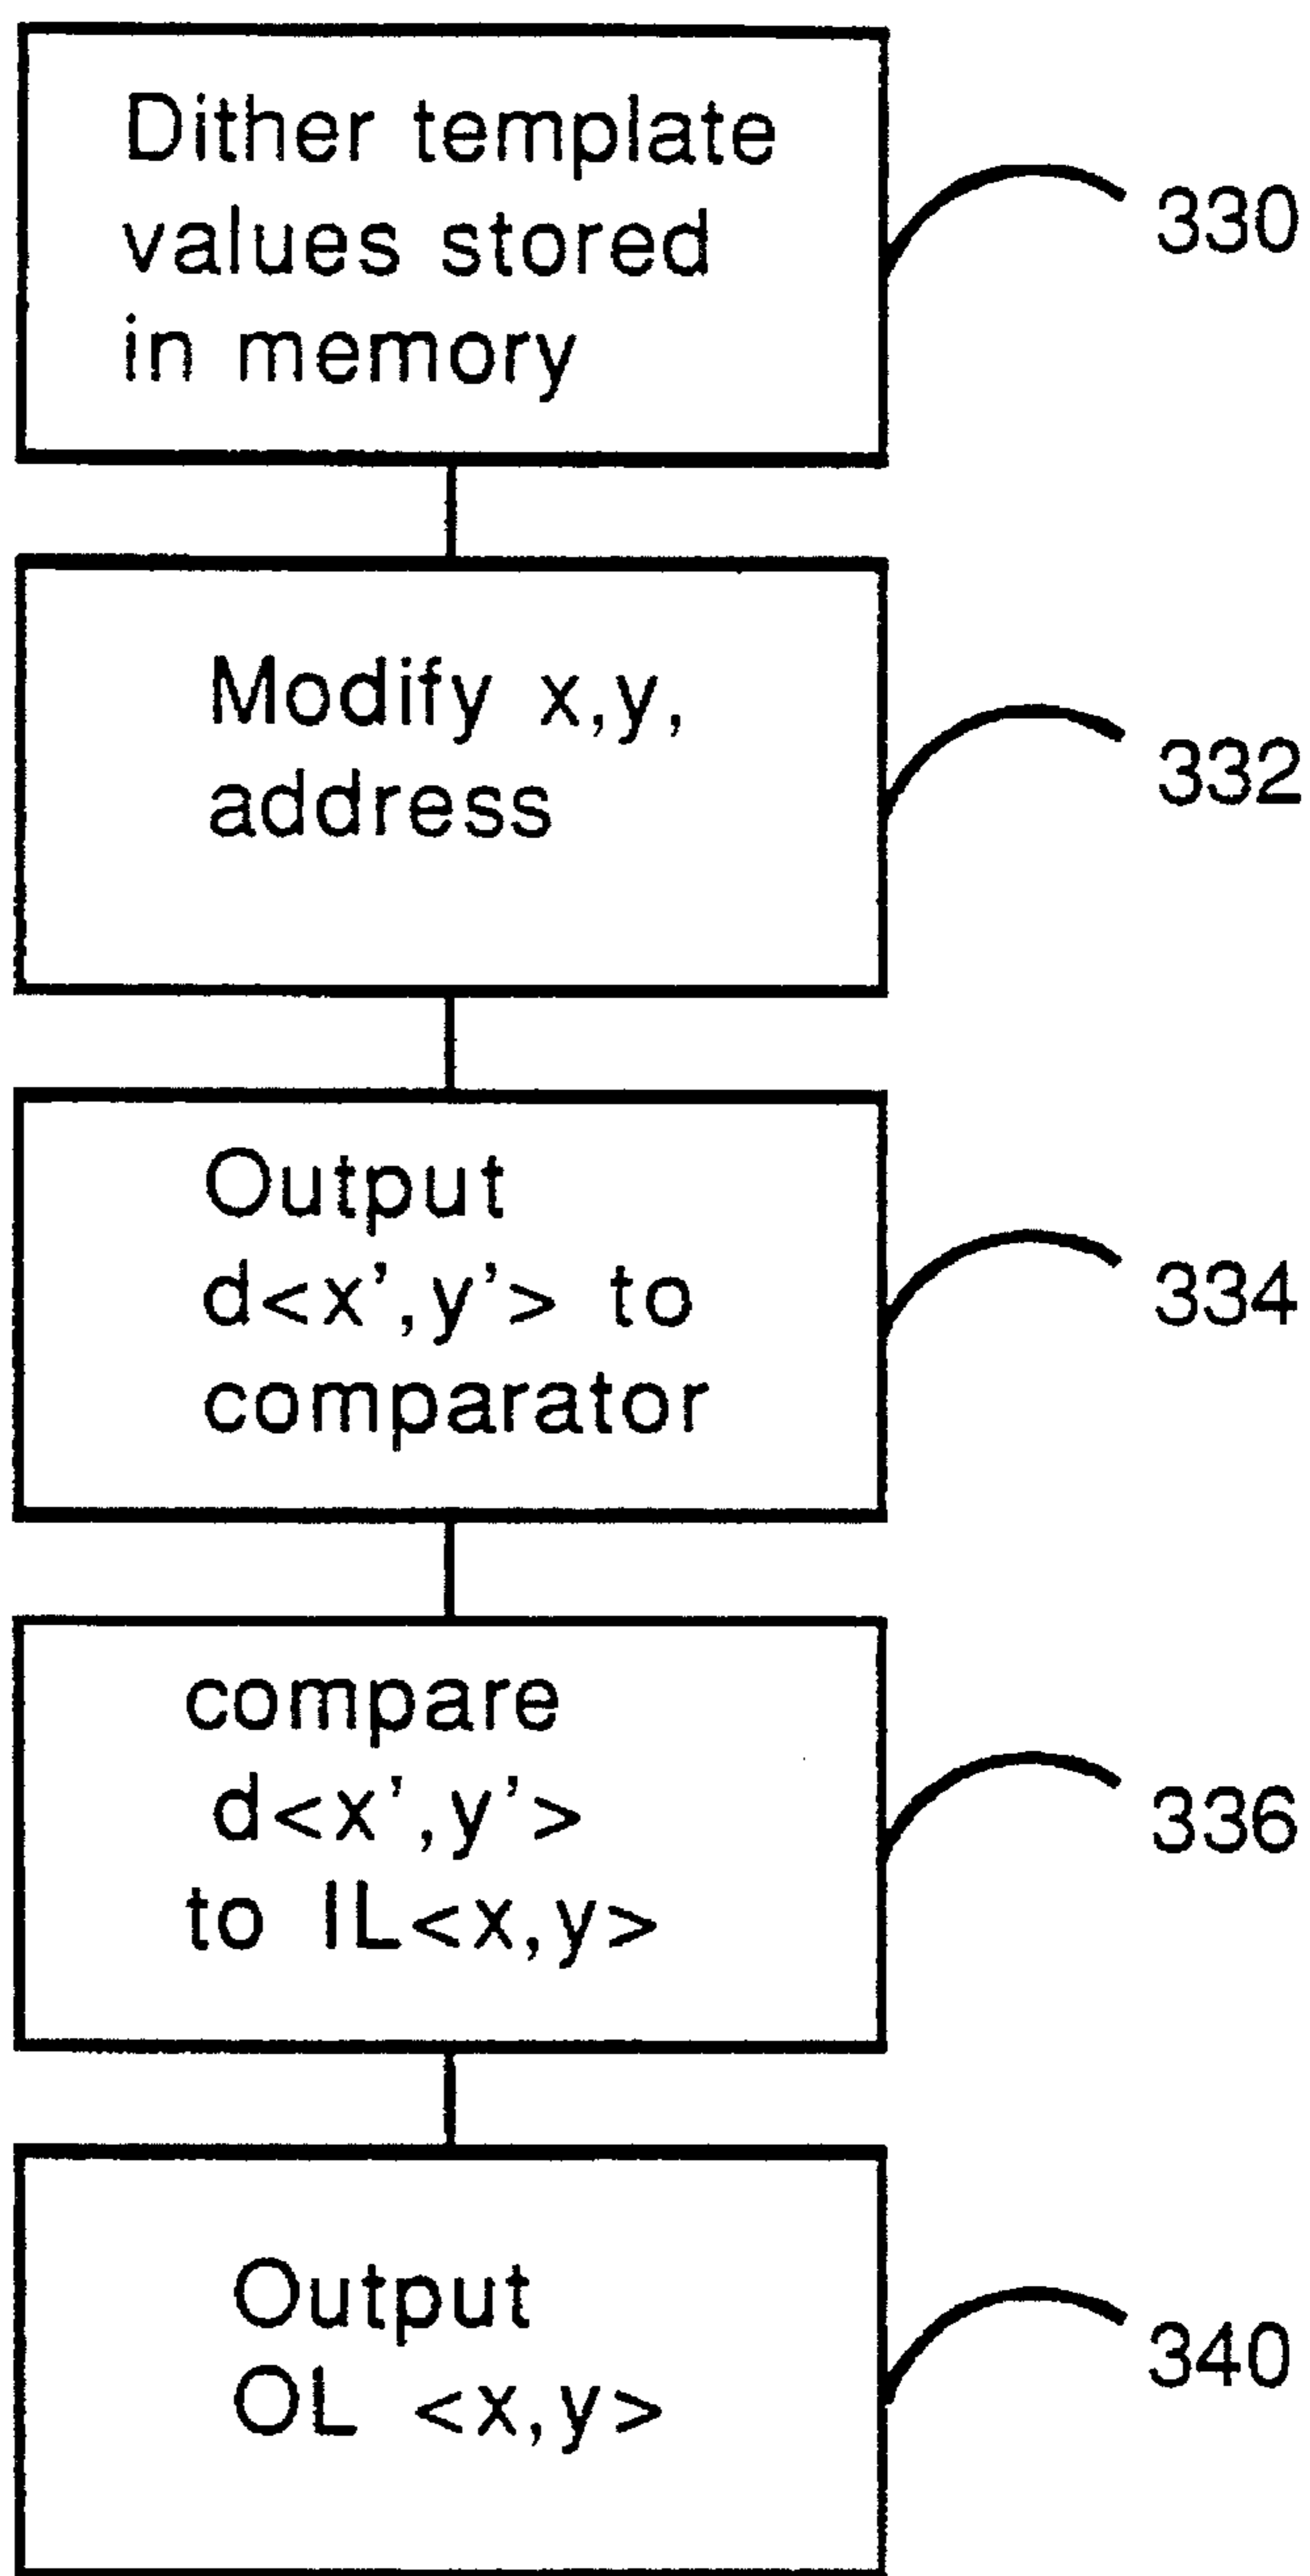 Dither template
values stored
in memory
330
Modify x,y,
address
332
Output
d<x',y'> to
comparator
334
compare
d<x',y'>
to IL<x,y>
336
Output
OL <x,y>
340